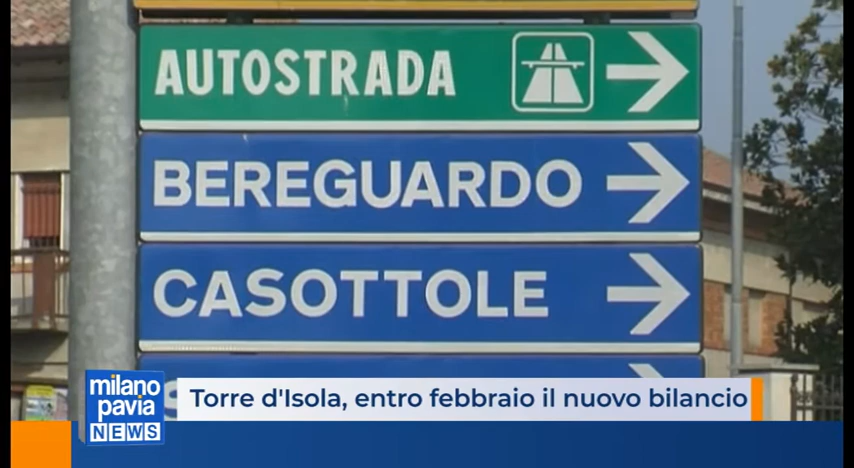 AUTOSTRADA
BEREGUARDO
CASOTTOLE
milano
pavia
NEWS
Torre d'Isola, entro febbraio il nuovo bilancio